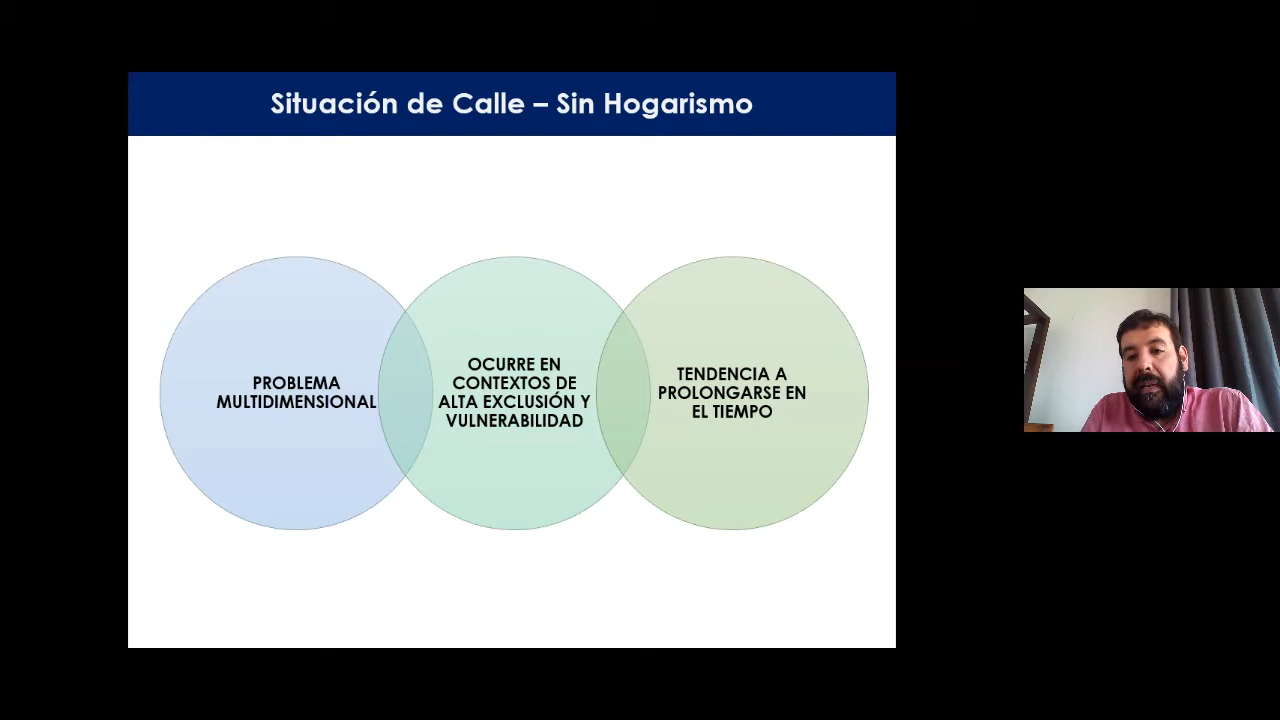 Situación de Calle – Sin Hogarismo
PROBLEMA
MULTIDIMENSIONAL
OCURRE EN
CONTEXTOS DE
ALTA EXCLUSIÓN Y
VULNERABILIDAD
TENDENCIA A
PROLONGARSE EN
EL TIEMPO